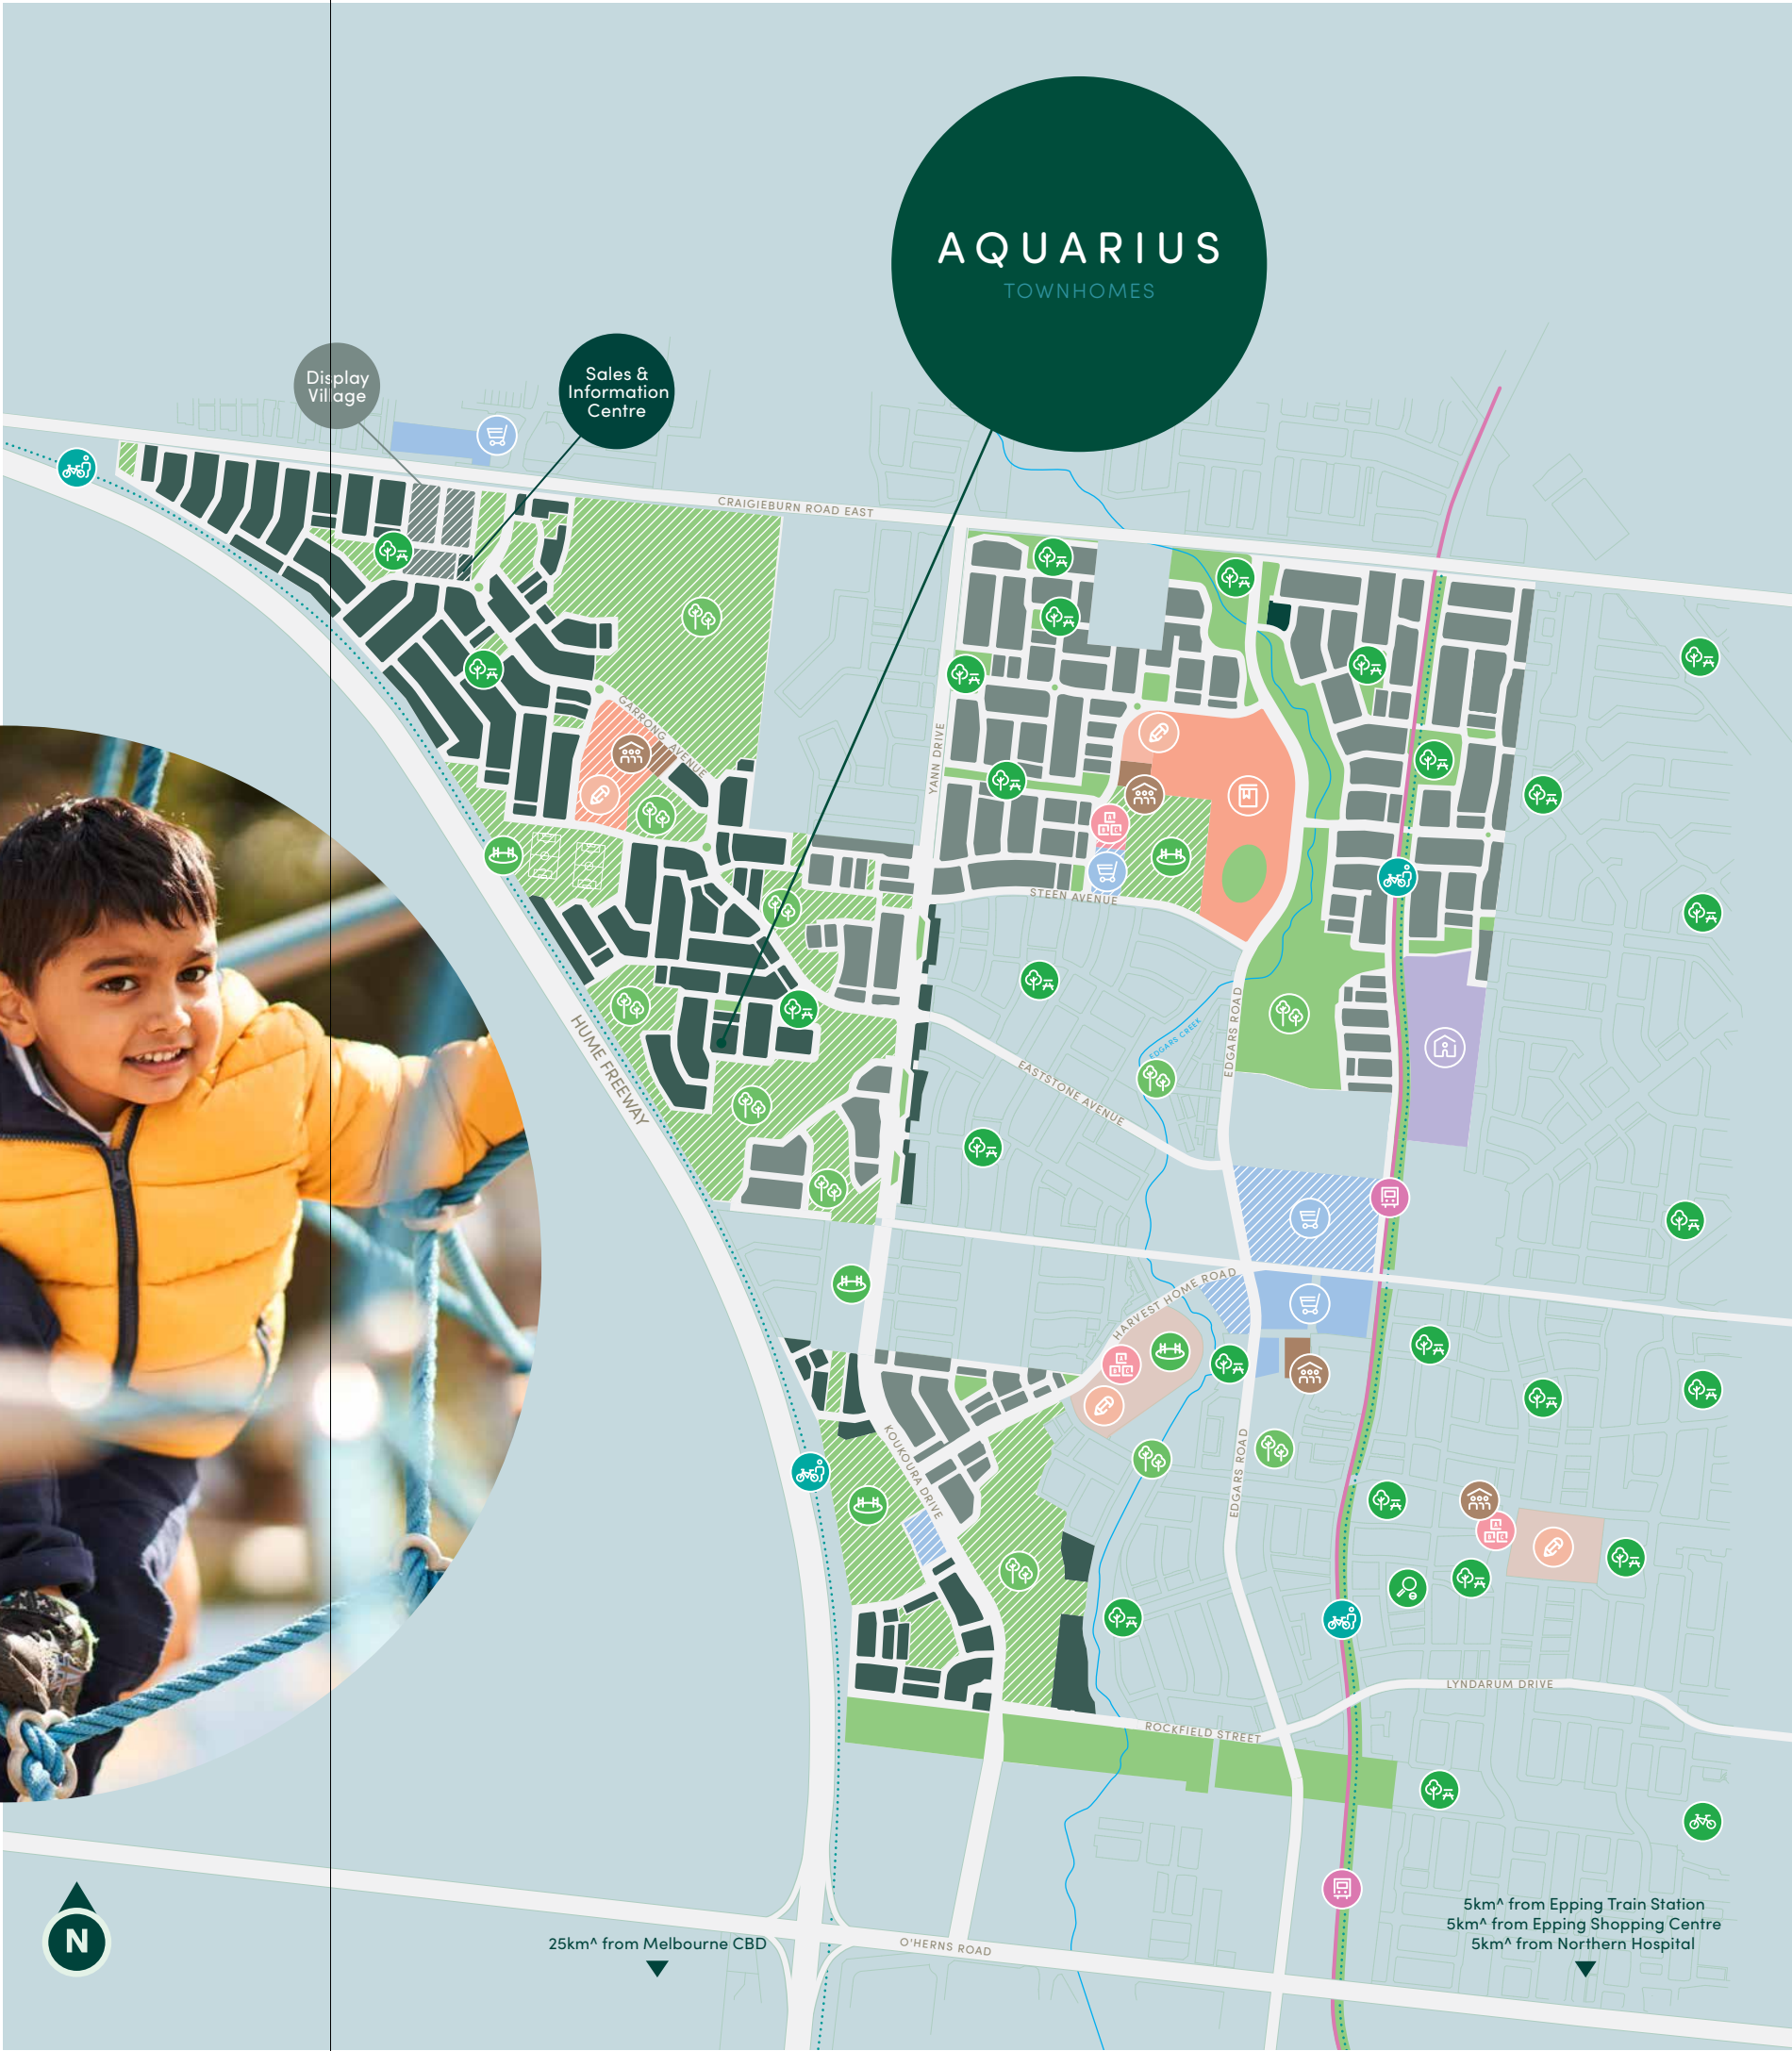 AQUARIUS
TOWNHOMES
Display
Village
Sales &
Information
Centre
CRAIGIEBURN ROAD EAST
GARRONG AVENUE
YANN DRIVE
STEEN AVENUE
HUME FREEWAY
EDGARS CREEK
EDGARS ROAD
EASTSTONE AVENUE
HARVEST HOME ROAD
KOUKOURA DRIVE
EDGARS ROAD
LYNDARUM DRIVE
ROCKFIELD STREET
N
25km^ from Melbourne CBD
O'HERNS ROAD
5km^ from Epping Train Station
5km^ from Epping Shopping Centre
5km^ from Northern Hospital